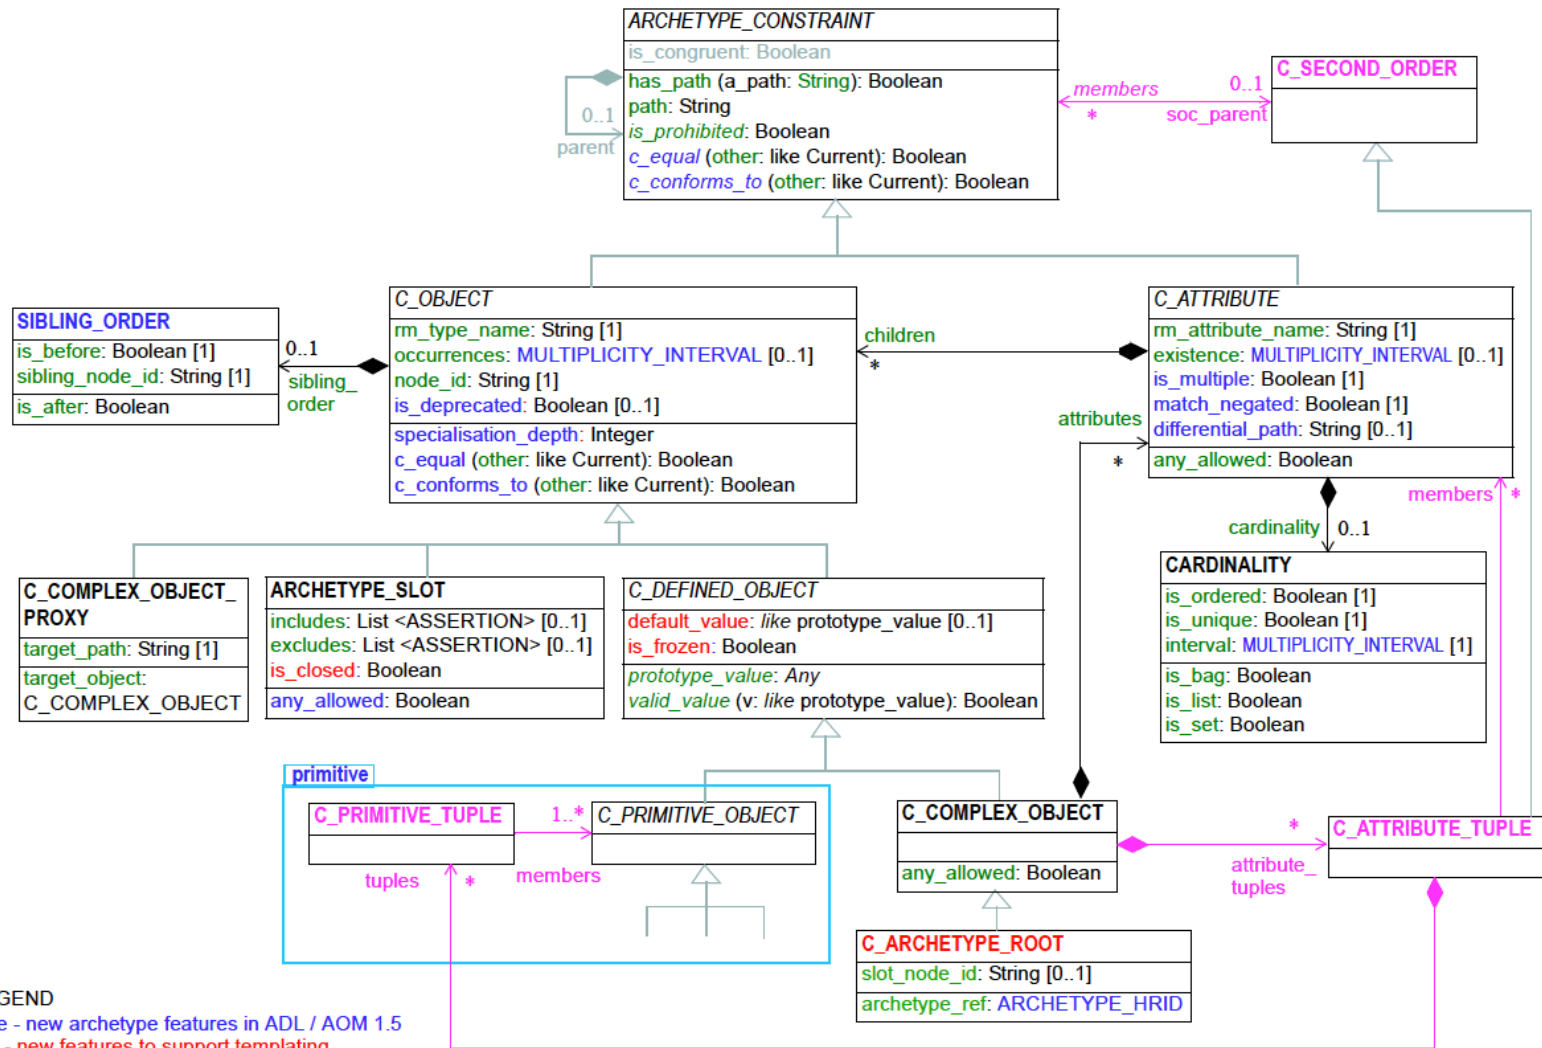 ARCHETYPE_CONSTRAINT
is_congruent: Boolean
has_path (a_path: String): Boolean
path: String
is_prohibited: Boolean
c_equal (other: like Current): Boolean
c_conforms_to (other: like Current): Boolean
0..1
parent
members
*
0..1
soc_parent
C_SECOND_ORDER
SIBLING_ORDER
is_before: Boolean [1]
sibling_node_id: String [1]
is_after: Boolean
0..1
sibling_
order
C_OBJECT
rm_type_name: String [1]
occurrences: MULTIPLICITY_INTERVAL [0..1]
node_id: String [1]
is_deprecated: Boolean [0..1]
specialisation_depth: Integer
c_equal (other: like Current): Boolean
c_conforms_to (other: like Current): Boolean
children
*
C_ATTRIBUTE
rm_attribute_name: String [1]
existence: MULTIPLICITY_INTERVAL [0..1]
is_multiple: Boolean [1]
match_negated: Boolean [1]
differential_path: String [0..1]
any_allowed: Boolean
attributes
*
members *
cardinality 0..1
CARDINALITY
is_ordered: Boolean [1]
is_unique: Boolean [1]
interval: MULTIPLICITY_INTERVAL [1]
is_bag: Boolean
is_list: Boolean
is_set: Boolean
C_COMPLEX_OBJECT_
PROXY
target_path: String [1]
target_object:
C_COMPLEX_OBJECT
ARCHETYPE_SLOT
includes: List <ASSERTION> [0..1]
excludes: List <ASSERTION> [0..1]
is_closed: Boolean
any_allowed: Boolean
C_DEFINED_OBJECT
default_value: like prototype_value [0..1]
is_frozen: Boolean
prototype_value: Any
valid_value (v: like prototype_value): Boolean
primitive
C_PRIMITIVE_TUPLE
1..*
members
C_PRIMITIVE_OBJECT
tuples *
C_COMPLEX_OBJECT
any_allowed: Boolean
*
attribute_
tuples
C_ATTRIBUTE_TUPLE
C_ARCHETYPE_ROOT
slot_node_id: String [0..1]
archetype_ref: ARCHETYPE_HRID
GEND
e - new archetype features in ADL / AOM 1.5
- new features to support templating